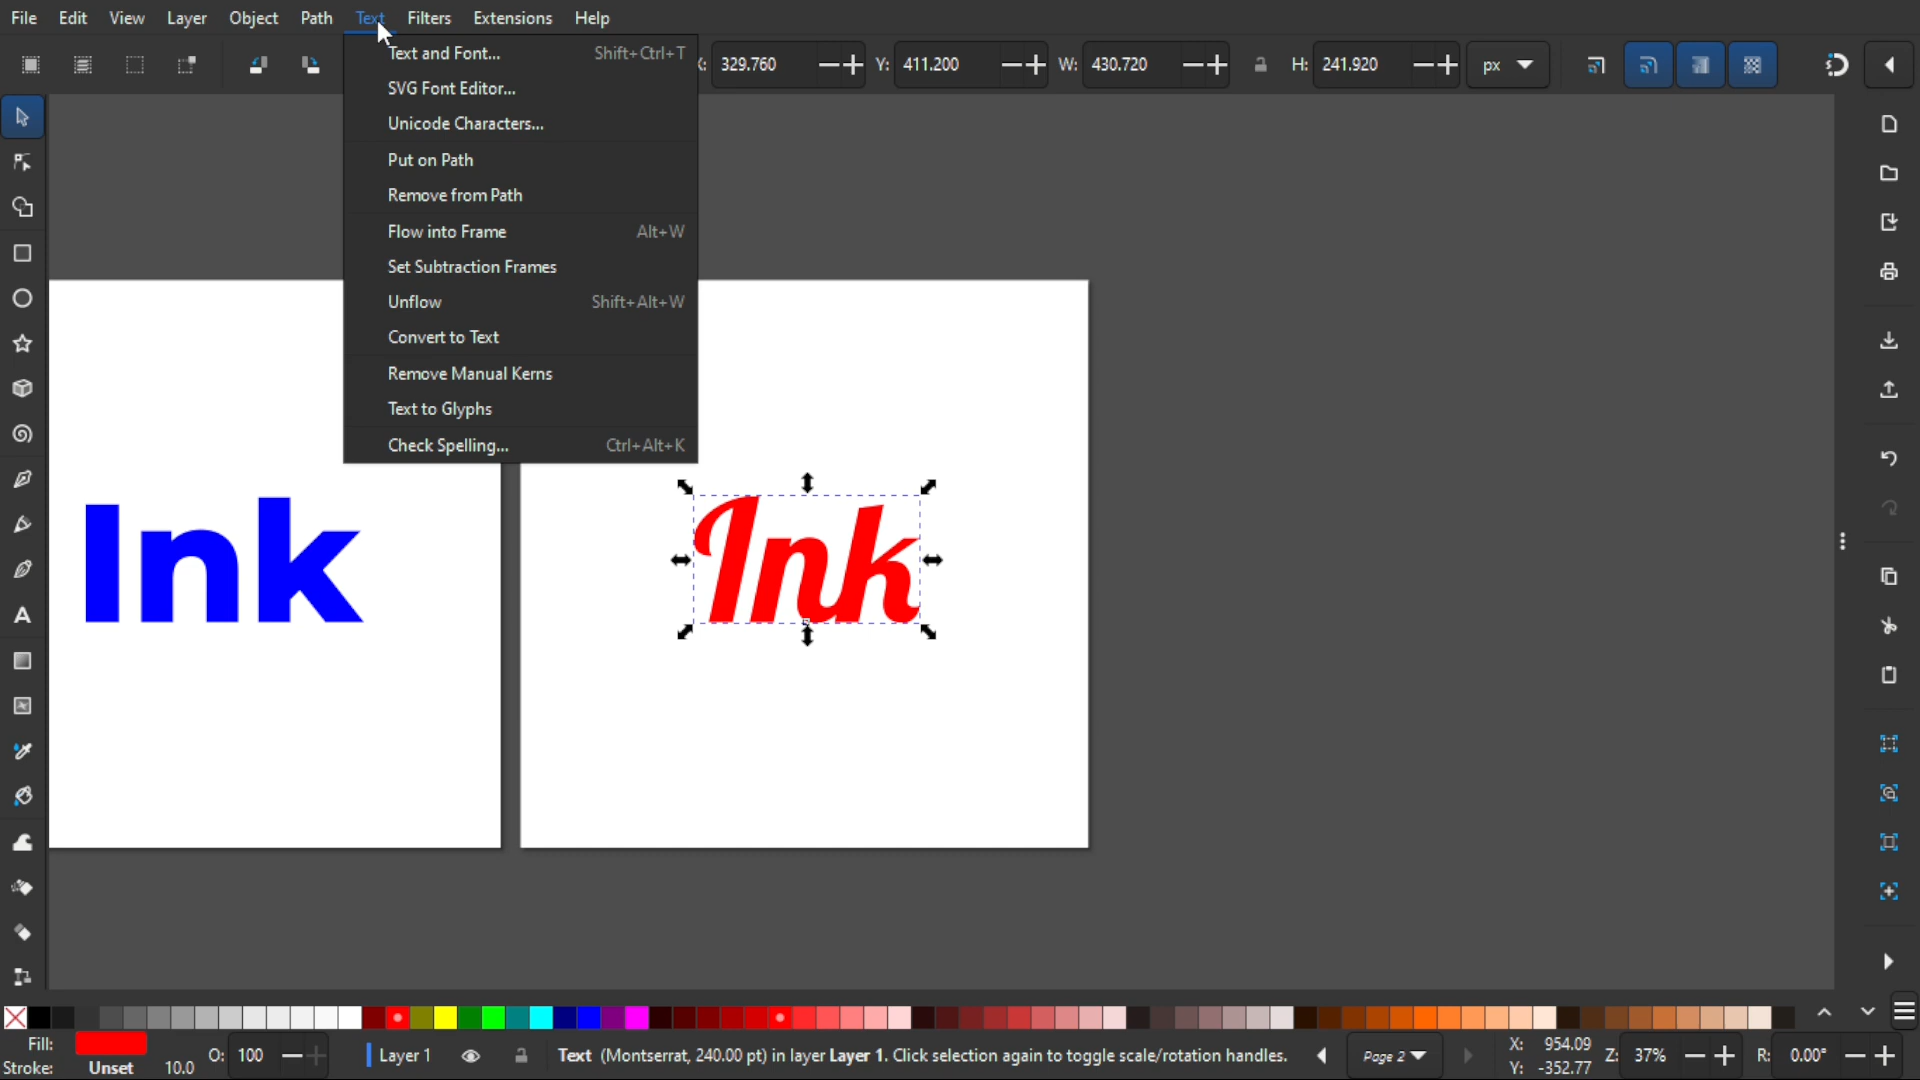 File Edit View Layer Object Path Text Filters Extensions Help
329.760 Y: 411.200 W: 430.720 H: 241.920 px
Text and Font... Shift+Ctrl+T
SVG Font Editor...
Unicode Characters...
Put on Path
Remove from Path
Flow into Frame Alt+W
Set Subtraction Frames
Unflow Shift+Alt+W
Convert to Text
Remove Manual Kerns
Text to Glyphs
Check Spelling... Ctrl+Alt+K
Ink
Ink
Fill:
Stroke: Unset 10.0 O: 100 Layer 1 Text (Montserrat, 240.00 pt) in layer Layer 1. Click selection again to toggle scale/rotation handles. Page 2 X: 954.09 Z: 37% R: 0.00°
Y: -352.77